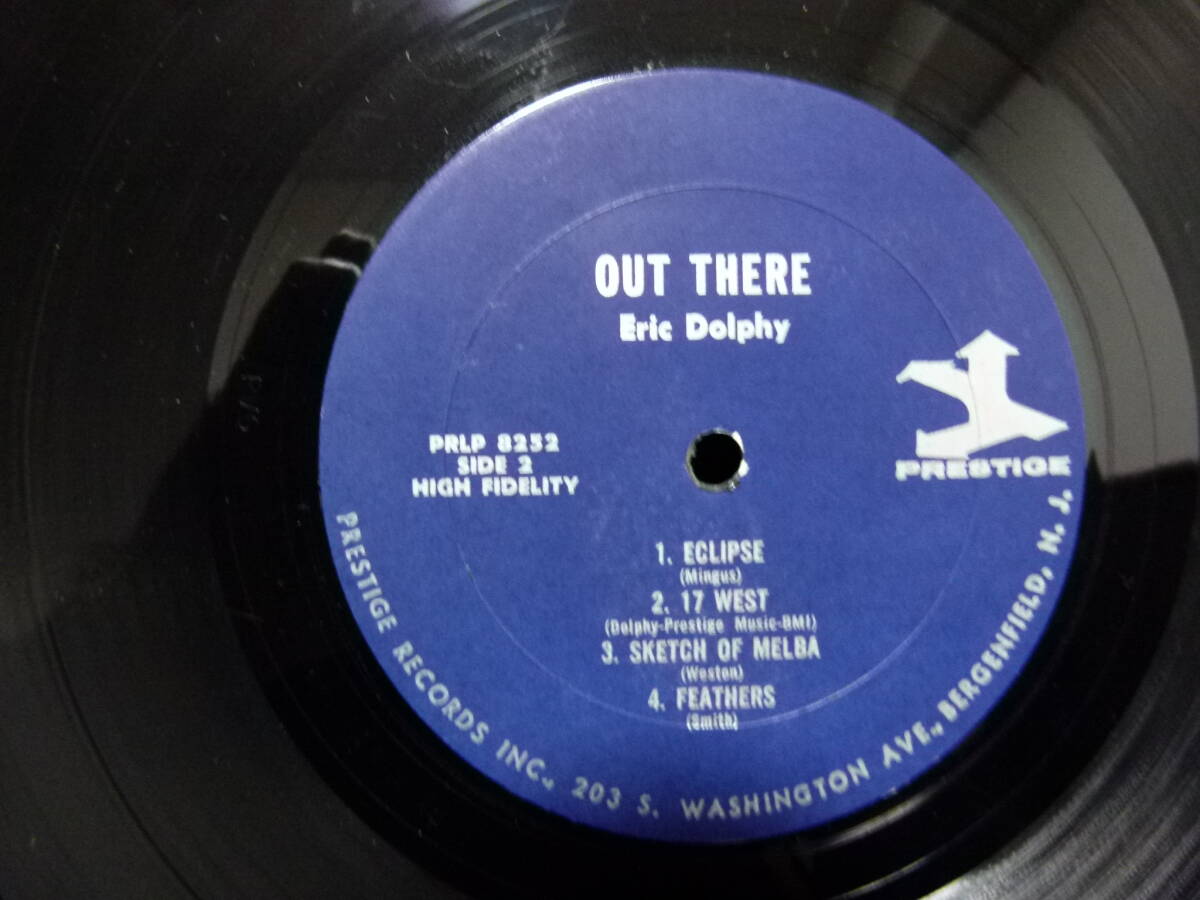 OUT THERE
Eric Dolphy
PRLP 8252
SIDE 2
HIGH FIDELITY
PRESTIGE
1. ECLIPSE
(Mingus)
2. 17 WEST
(Dolphy-Prestige Music-BMI)
3. SKETCH OF MELBA
(Weston)
4. FEATHERS
(Smith)
PRESTIGE RECORDS INC., 203 S. WASHINGTON AVE., BERGENFIELD, N. J.